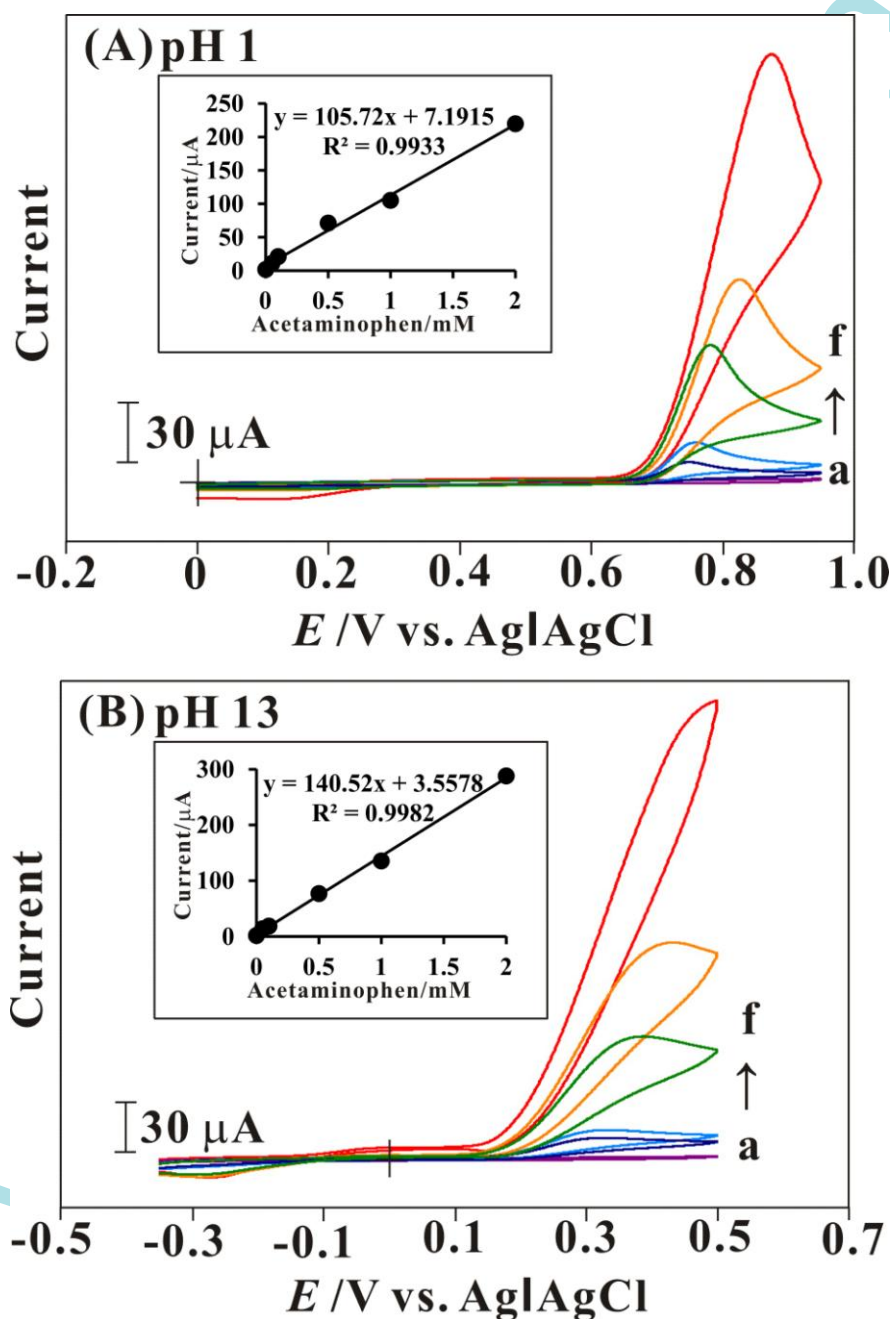 (A) pH 1
y = 105.72x + 7.1915
R² = 0.9933
250
200
150
100
50
0
Current/µA
0 0.5 1 1.5 2
Acetaminophen/mM
Current
30 µA
f
↑
a
-0.2 0 0.2 0.4 0.6 0.8 1.0
E /V vs. Ag|AgCl
(B) pH 13
y = 140.52x + 3.5578
R² = 0.9982
300
200
100
0
Current/µA
0 0.5 1 1.5 2
Acetaminophen/mM
Current
30 µA
f
↑
a
-0.5 -0.3 -0.1 0.1 0.3 0.5 0.7
E /V vs. Ag|AgCl